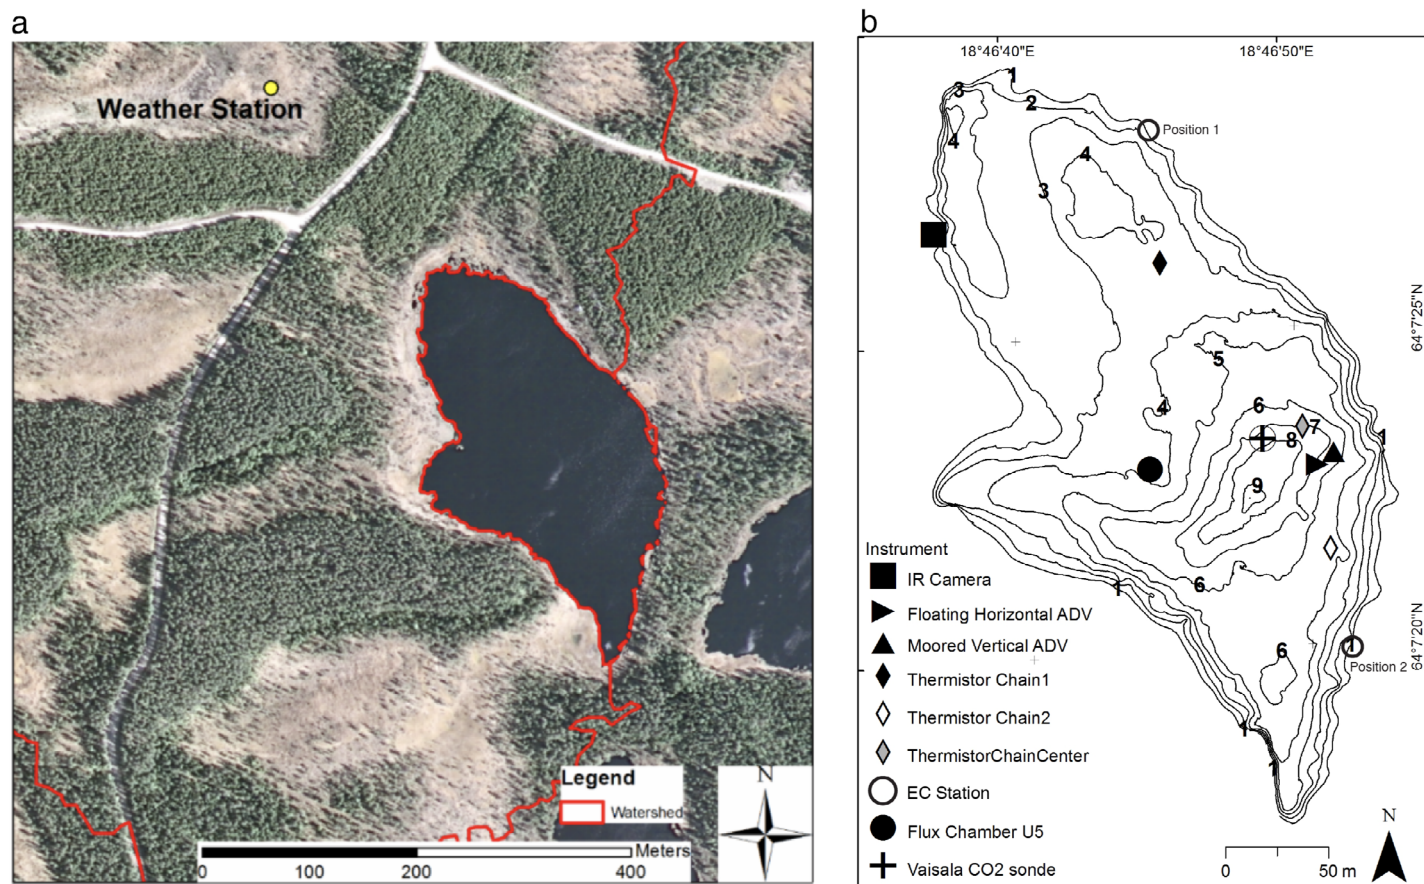 a
Weather Station
Legend
Watershed
N
Meters
0 200 400
b
18°46'40"E 18°46'50"E
1
3
2
Position 1
4
4
3
64°7'25"N
5
4
6
7
8
1
9
Instrument
IR Camera
Floating Horizontal ADV
Moored Vertical ADV
Thermistor Chain1
Thermistor Chain2
ThermistorChainCenter
EC Station
Flux Chamber U5
Vaisala CO2 sonde
1
6
6
1
Position 2
64°7'20"N
1
1
N
0 50 m